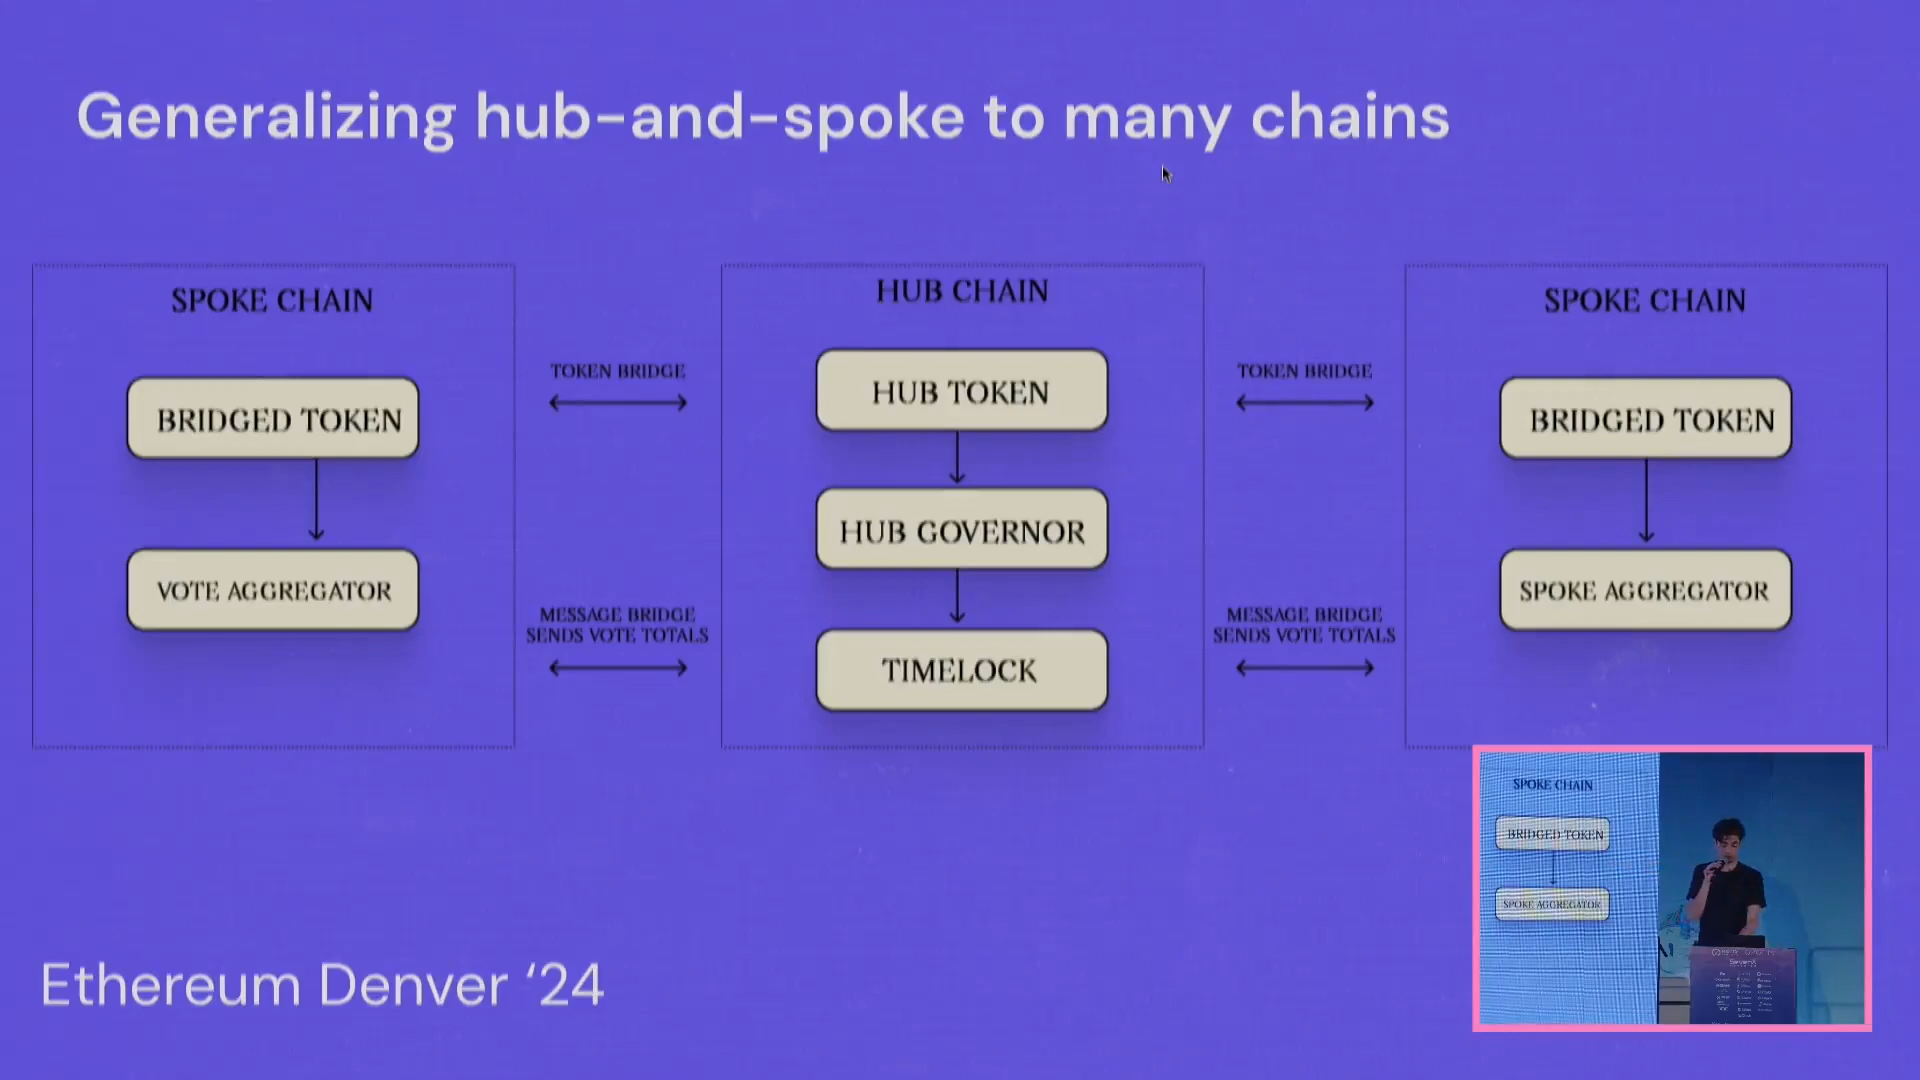 Generalizing hub-and-spoke to many chains
SPOKE CHAIN
BRIDGED TOKEN
VOTE AGGREGATOR
TOKEN BRIDGE
MESSAGE BRIDGE
SENDS VOTE TOTALS
HUB CHAIN
HUB TOKEN
HUB GOVERNOR
TIMELOCK
TOKEN BRIDGE
MESSAGE BRIDGE
SENDS VOTE TOTALS
SPOKE CHAIN
BRIDGED TOKEN
SPOKE AGGREGATOR
Ethereum Denver ‘24
SPOKE CHAIN
BRIDGED TOKEN
SPOKE AGGREGATOR